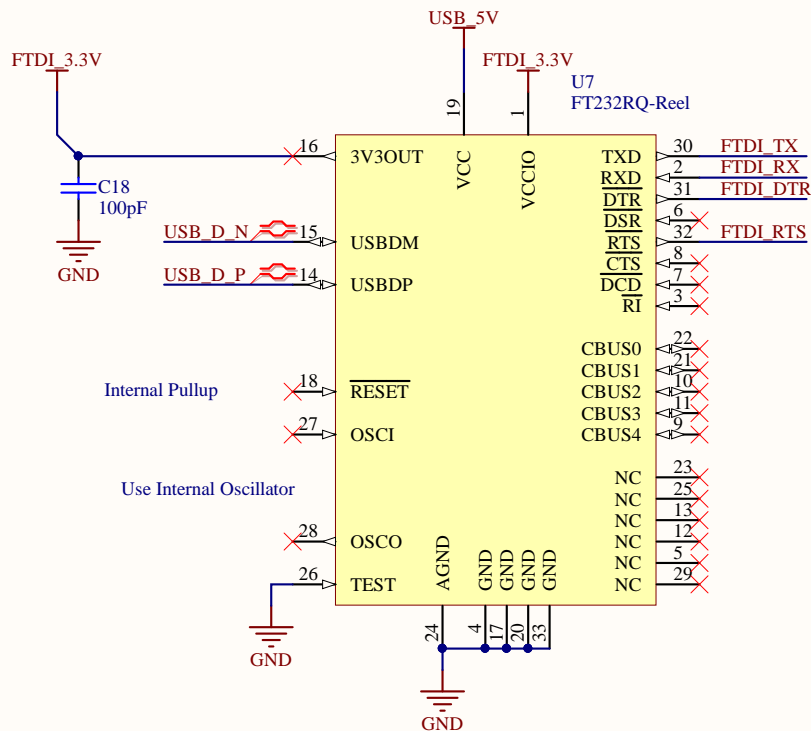 USB_5V
FTDI_3.3V
FTDI_3.3V
U7
FT232RQ-Reel
19
1
VCC
VCCIO
16
3V3OUT
C18
100pF
GND
USB_D_N
15
USBDM
USB_D_P
14
USBDP
Internal Pullup
18
RESET
27
OSCI
Use Internal Oscillator
28
OSCO
26
TEST
GND
TXD
30
FTDI_TX
RXD
2
FTDI_RX
DTR
31
FTDI_DTR
DSR
6
RTS
32
FTDI_RTS
CTS
8
DCD
7
RI
3
CBUS0
22
CBUS1
21
CBUS2
10
CBUS3
11
CBUS4
9
NC
23
NC
25
NC
13
NC
12
NC
5
NC
29
AGND
GND
GND
GND
GND
24
4
17
20
33
GND